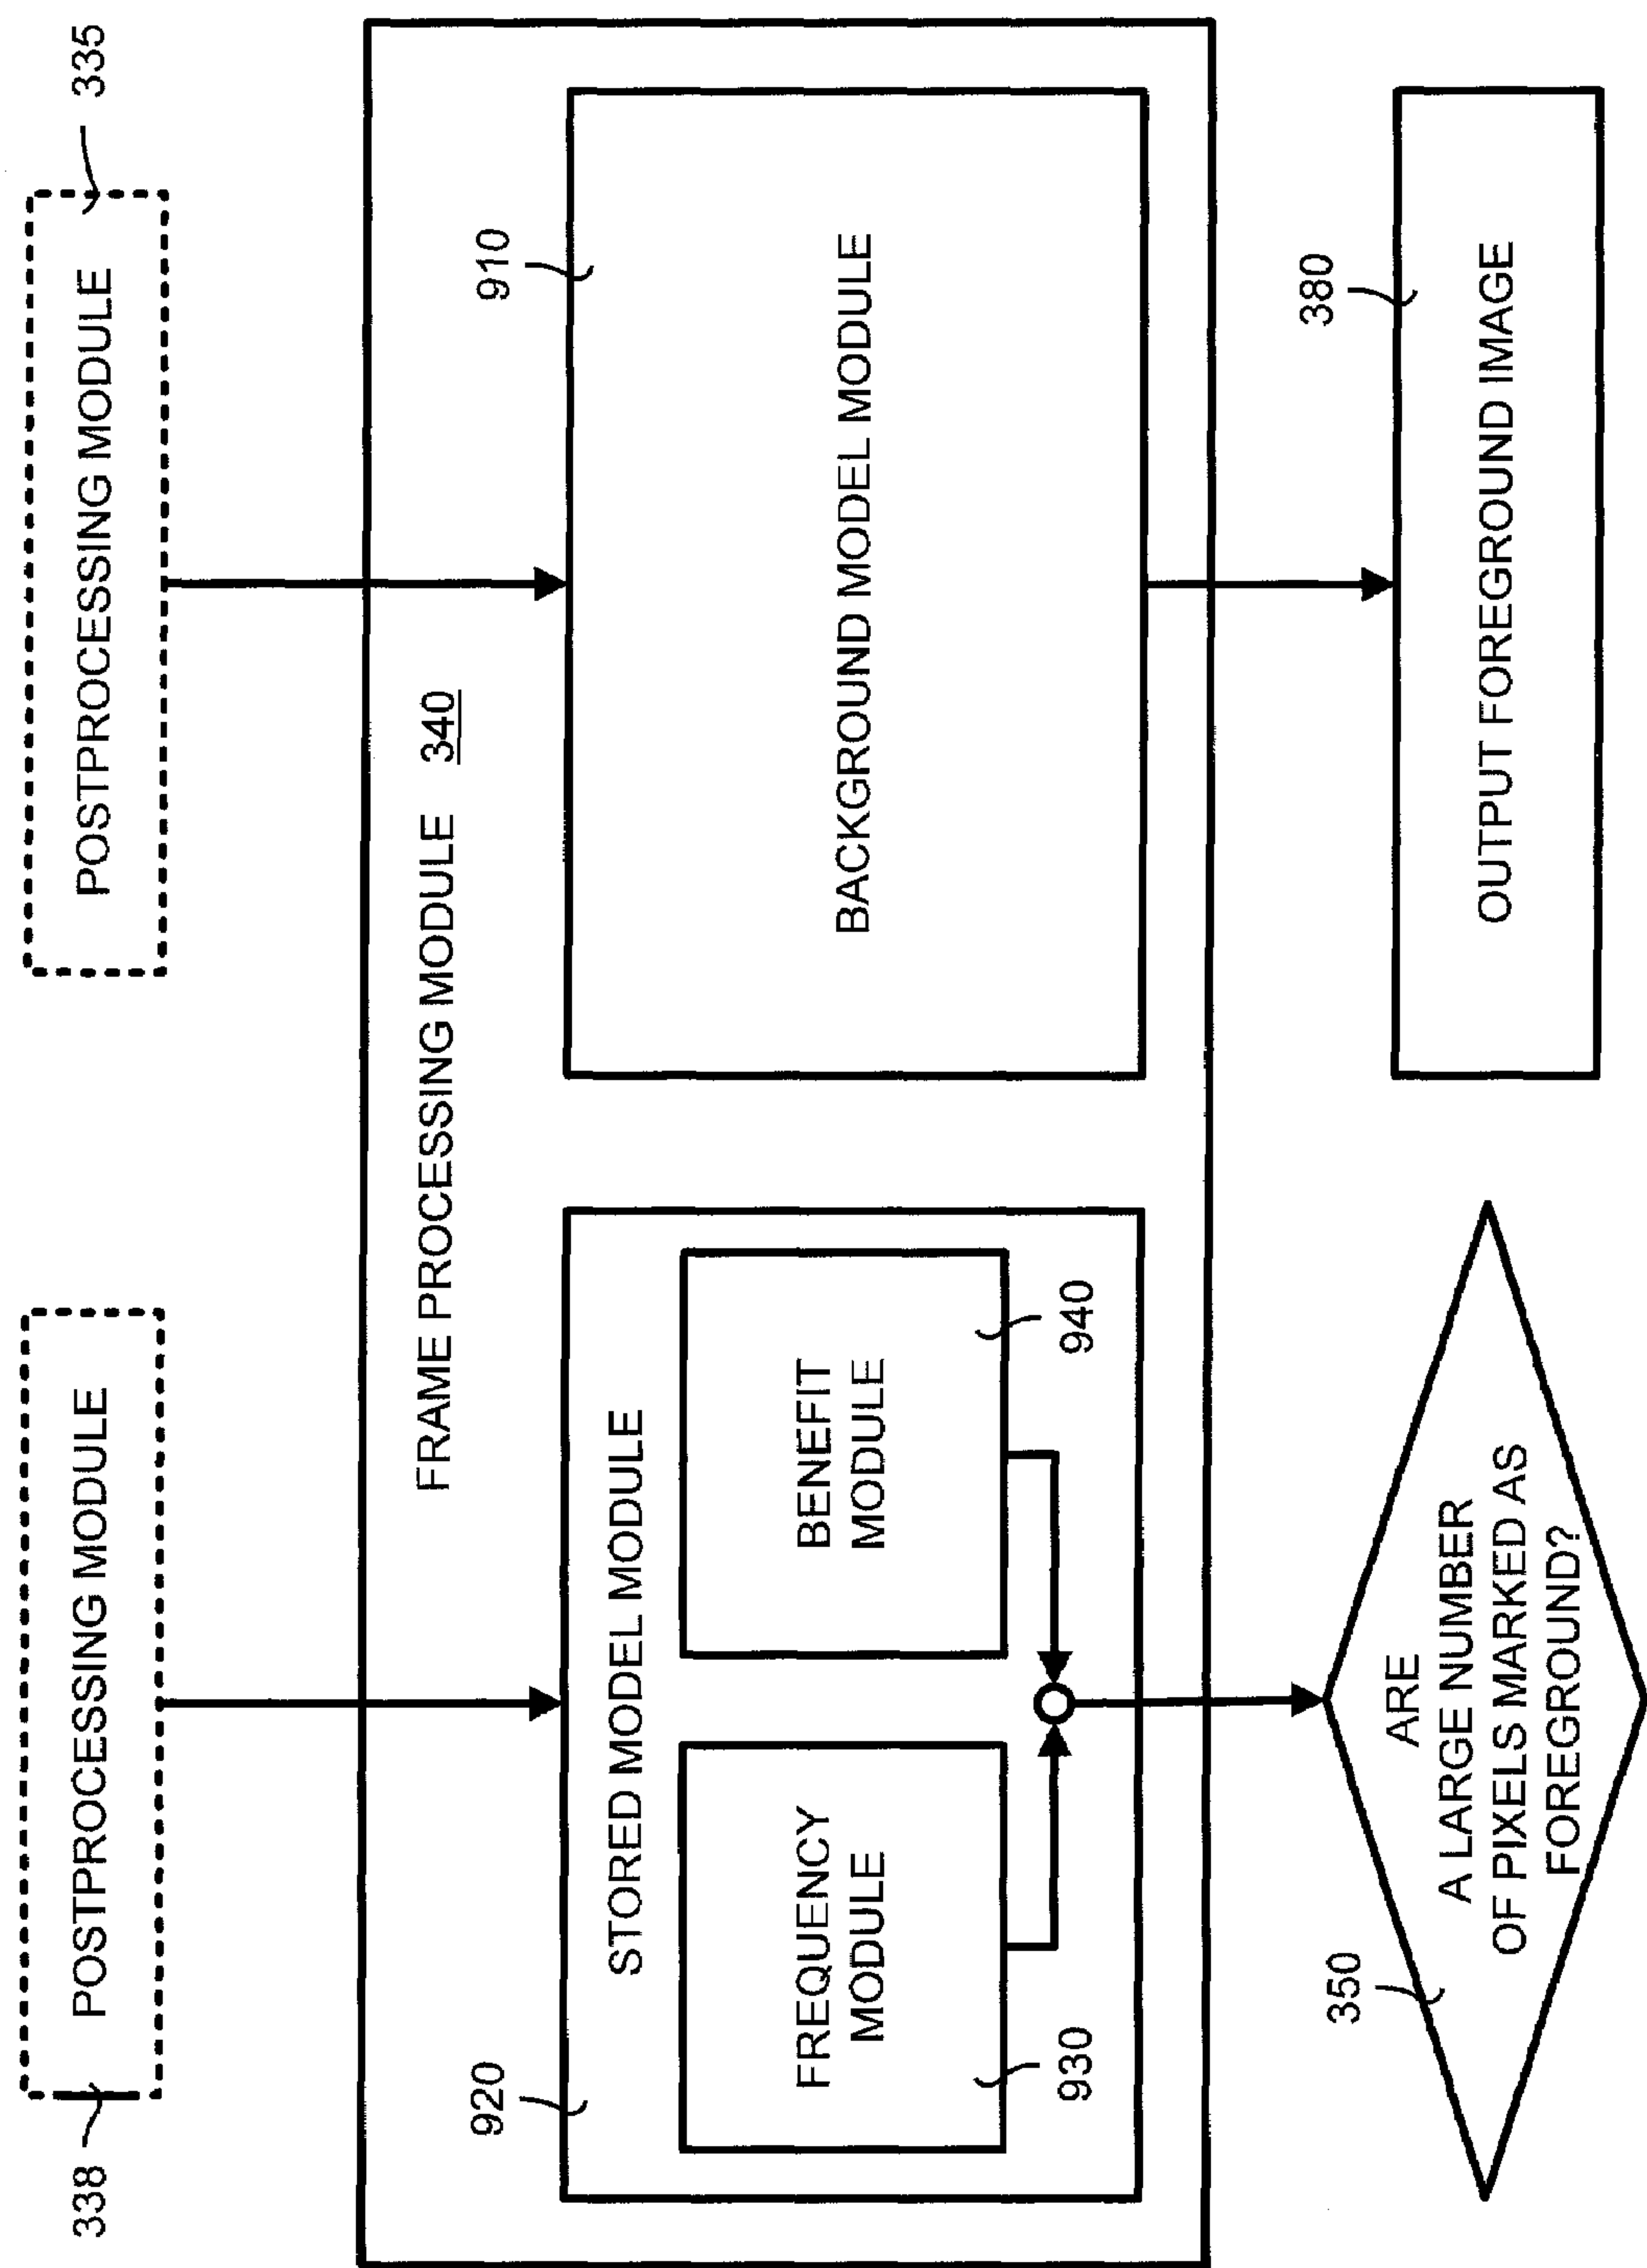 338
POSTPROCESSING MODULE
POSTPROCESSING MODULE
335
FRAME PROCESSING MODULE 340
920
STORED MODEL MODULE
FREQUENCY
MODULE
930
BENEFIT
MODULE
940
910
BACKGROUND MODEL MODULE
350
ARE
A LARGE NUMBER
OF PIXELS MARKED AS
FOREGROUND?
380
OUTPUT FOREGROUND IMAGE